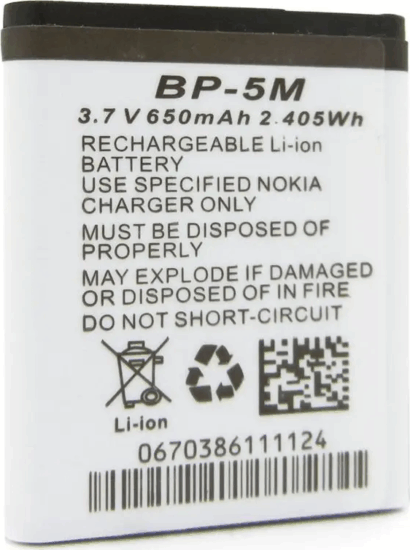 BP-5M
3.7 V 650mAh 2.405Wh
RECHARGEABLE Li-ion
BATTERY
USE SPECIFIED NOKIA
CHARGER ONLY
MUST BE DISPOSED OF
PROPERLY
MAY EXPLODE IF DAMAGED
OR DISPOSED OF IN FIRE
DO NOT SHORT-CIRCUIT
Li-ion
0670386111124